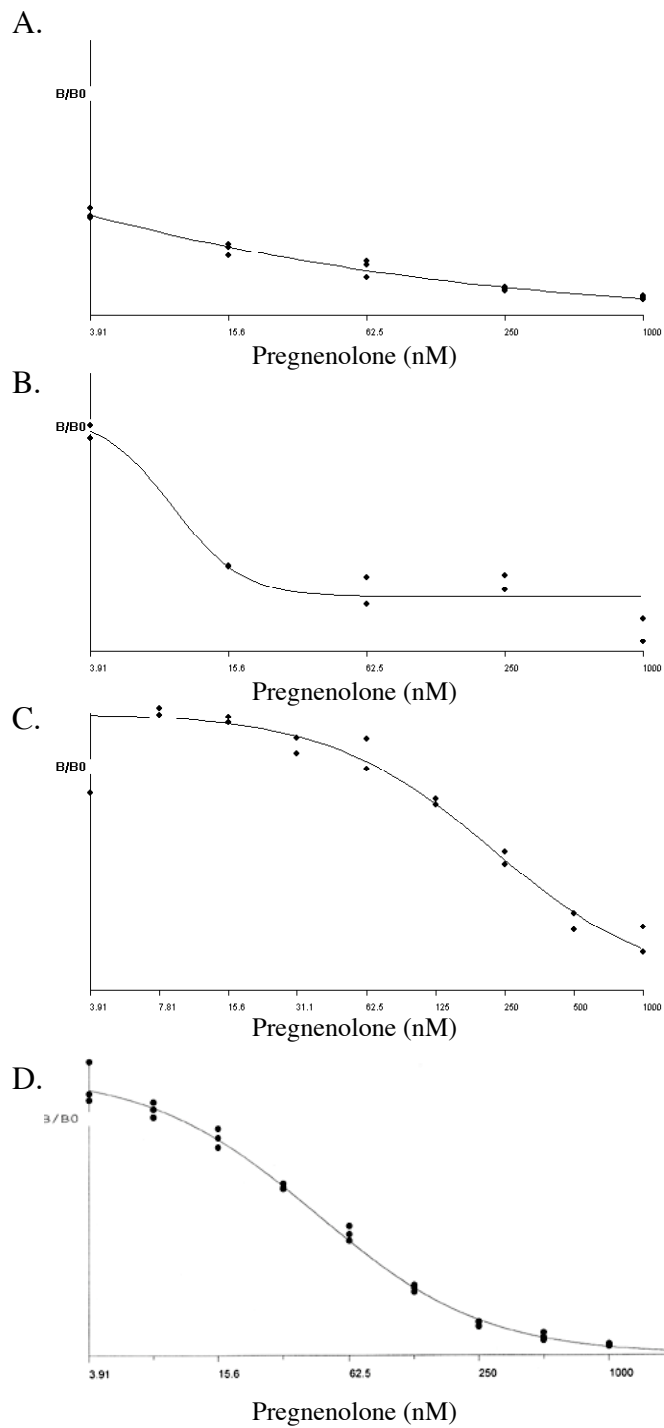 A.
B/B0
3.91 15.6 62.5 250 1000
Pregnenolone (nM)
B.
B/B0
3.91 15.6 62.5 250 1000
Pregnenolone (nM)
C.
B/B0
3.91 7.81 15.6 31.1 62.5 125 250 500 1000
Pregnenolone (nM)
D.
B/B0
3.91 15.6 62.5 250 1000
Pregnenolone (nM)